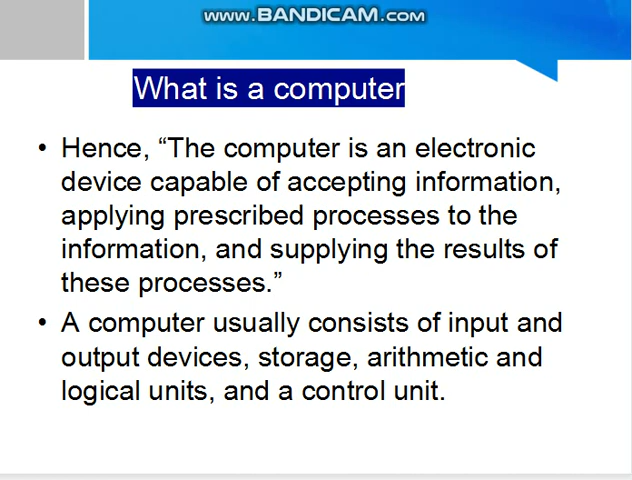 www.BANDICAM.com
What is a computer
• Hence, “The computer is an electronic
device capable of accepting information,
applying prescribed processes to the
information, and supplying the results of
these processes.”
• A computer usually consists of input and
output devices, storage, arithmetic and
logical units, and a control unit.